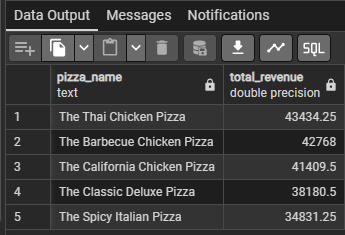 Data Output Messages Notifications
SQL
pizza_name total_revenue
text double precision
1 The Thai Chicken Pizza 43434.25
2 The Barbecue Chicken Pizza 42768
3 The California Chicken Pizza 41409.5
4 The Classic Deluxe Pizza 38180.5
5 The Spicy Italian Pizza 34831.25